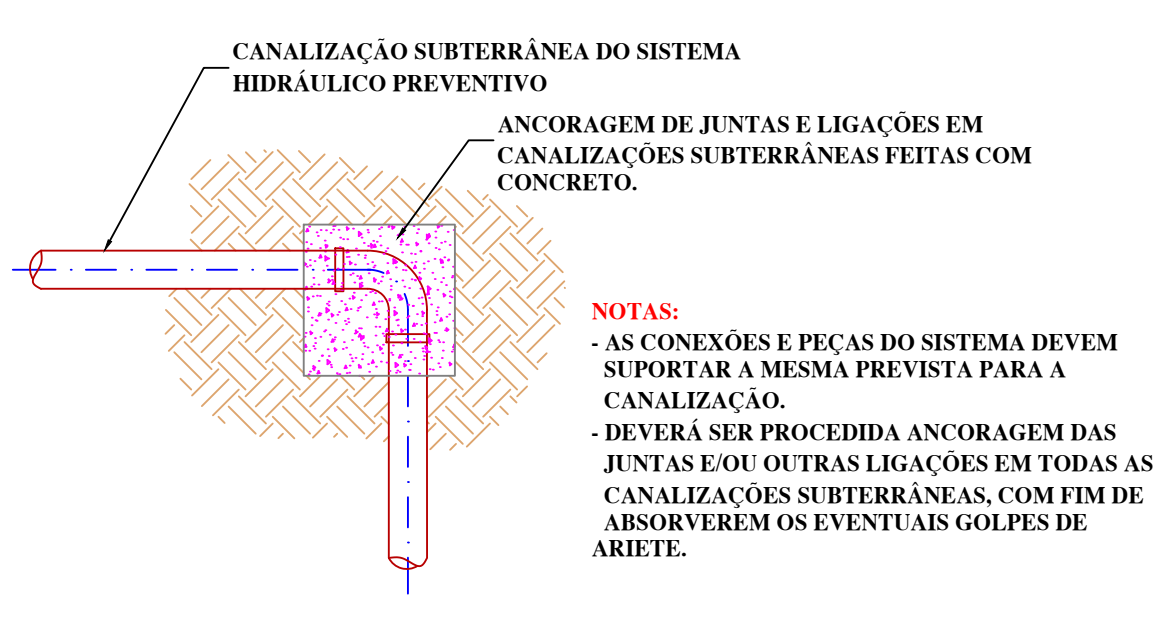 CANALIZAÇÃO SUBTERRÂNEA DO SISTEMA
HIDRÁULICO PREVENTIVO
ANCORAGEM DE JUNTAS E LIGAÇÕES EM
CANALIZAÇÕES SUBTERRÂNEAS FEITAS COM
CONCRETO.
NOTAS:
- AS CONEXÕES E PEÇAS DO SISTEMA DEVEM
SUPORTAR A MESMA PREVISTA PARA A
CANALIZAÇÃO.
- DEVERÁ SER PROCEDIDA ANCORAGEM DAS
JUNTAS E/OU OUTRAS LIGAÇÕES EM TODAS AS
CANALIZAÇÕES SUBTERRÂNEAS, COM FIM DE
ABSORVEREM OS EVENTUAIS GOLPES DE
ARIETE.